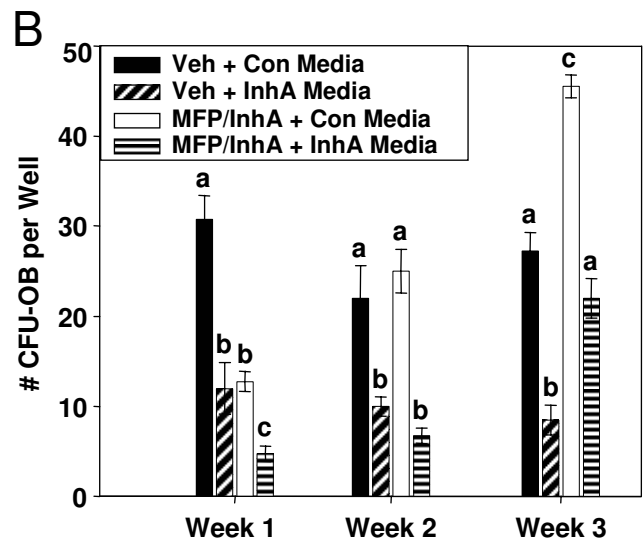 B
50
40
30
20
10
0
# CFU-OB per Well
Veh + Con Media
Veh + InhA Media
MFP/InhA + Con Media
MFP/InhA + InhA Media
a
b
b
c
a
b
a
b
a
b
c
a
Week 1
Week 2
Week 3